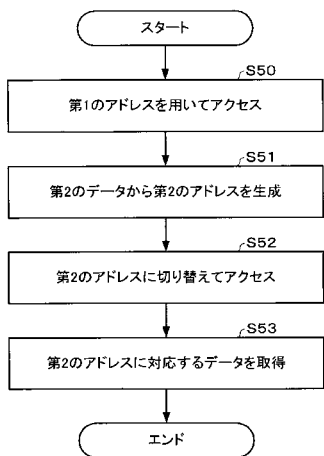 スタート
S50
第1のアドレスを用いてアクセス
S51
第2のデータから第2のアドレスを生成
S52
第2のアドレスに切り替えてアクセス
S53
第2のアドレスに対応するデータを取得
エンド